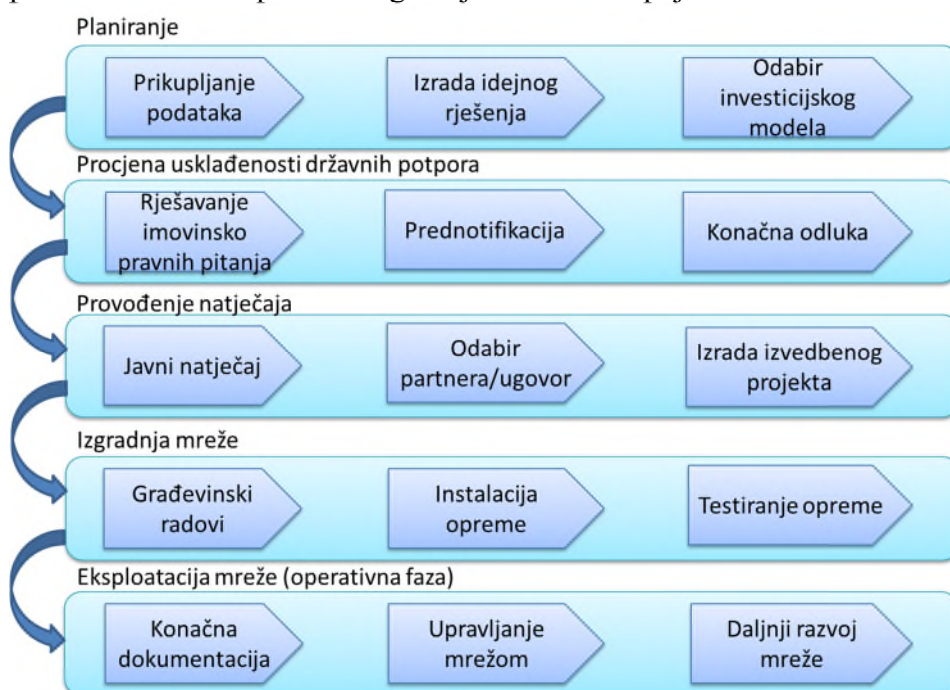 Planiranje
Prikupljanje
podataka
Izrada idejnog
rješenja
Odabir
investicijskog
modela
Procjena usklađenosti državnih potpora
Rješavanje
imovinsko
pravnih pitanja
Prednotifikacija
Konačna odluka
Provođenje natječaja
Javni natječaj
Odabir
partnera/ugovor
Izrada izvedbenog
projekta
Izgradnja mreže
Građevinski
radovi
Instalacija
opreme
Testiranje opreme
Eksploatacija mreže (operativna faza)
Konačna
dokumentacija
Upravljanje
mrežom
Daljnji razvoj
mreže